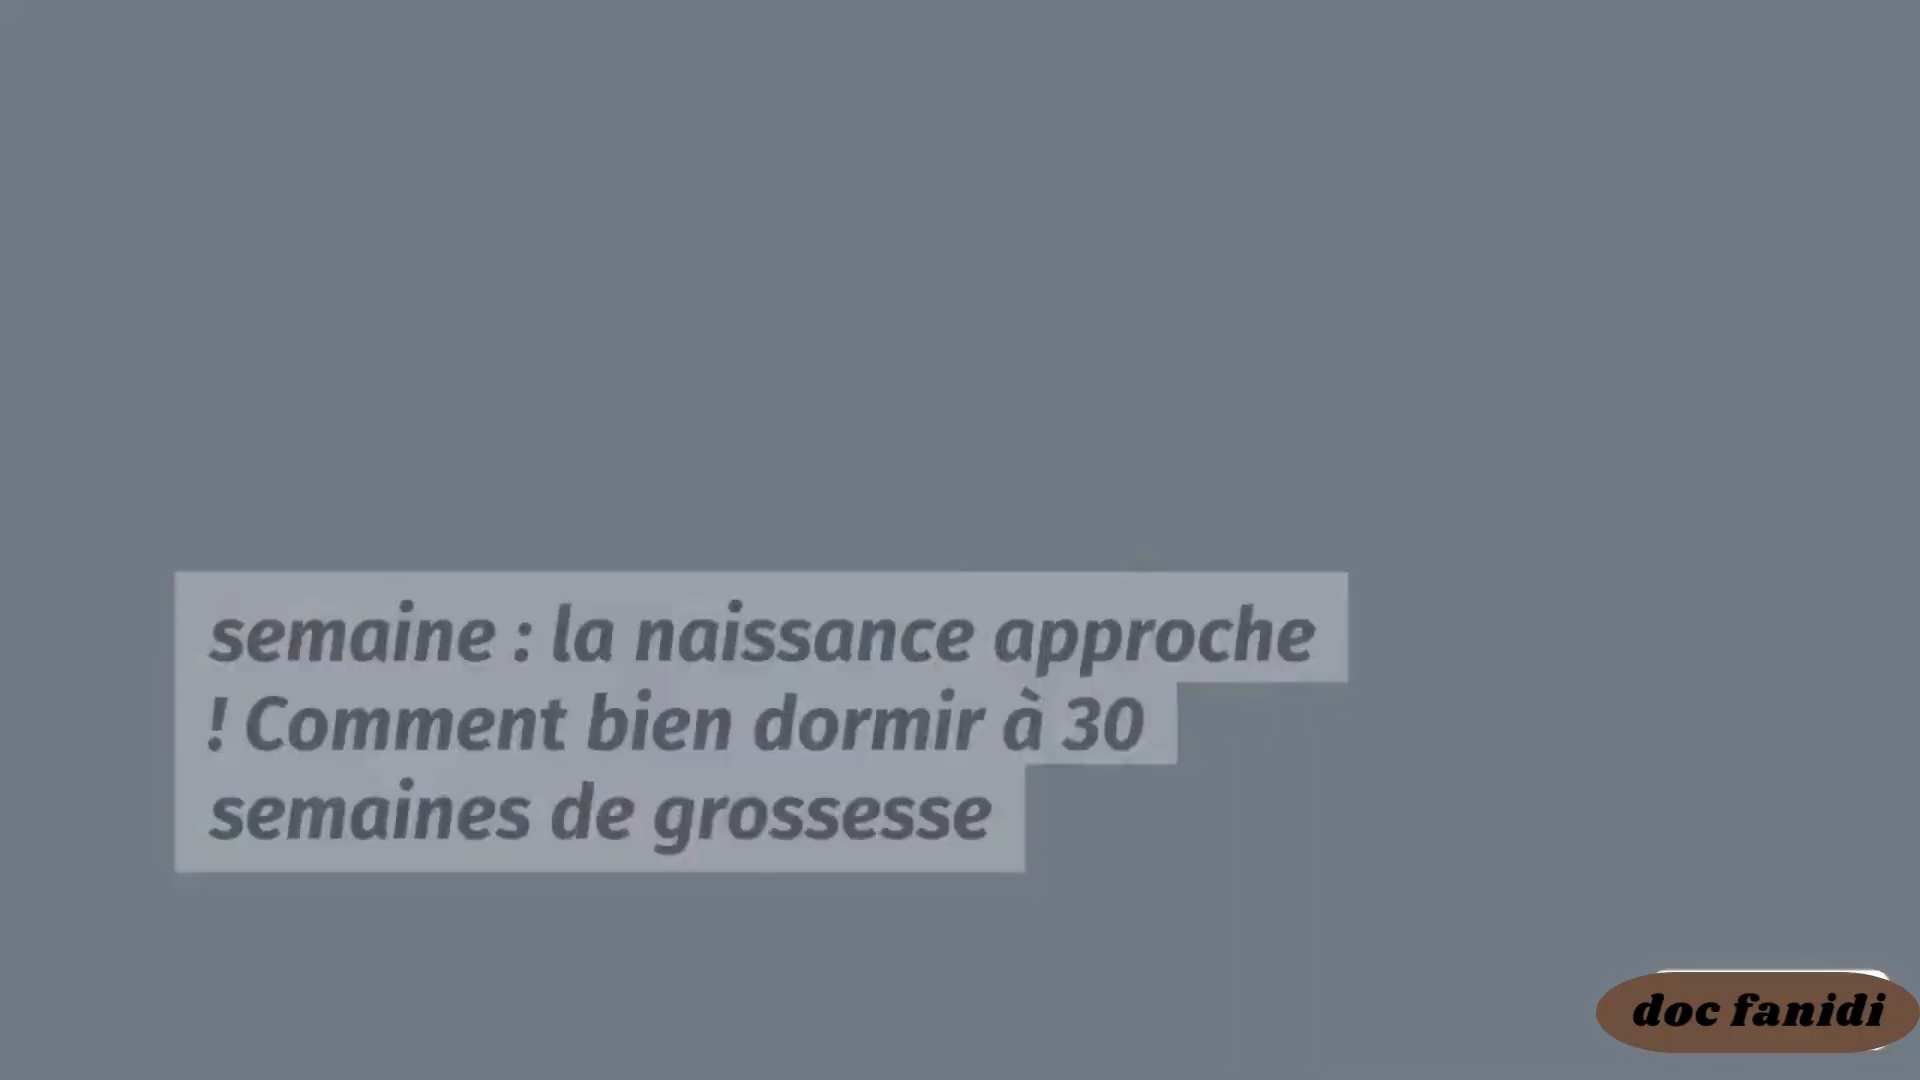 semaine : la naissance approche
! Comment bien dormir à 30
semaines de grossesse
doc fanidi